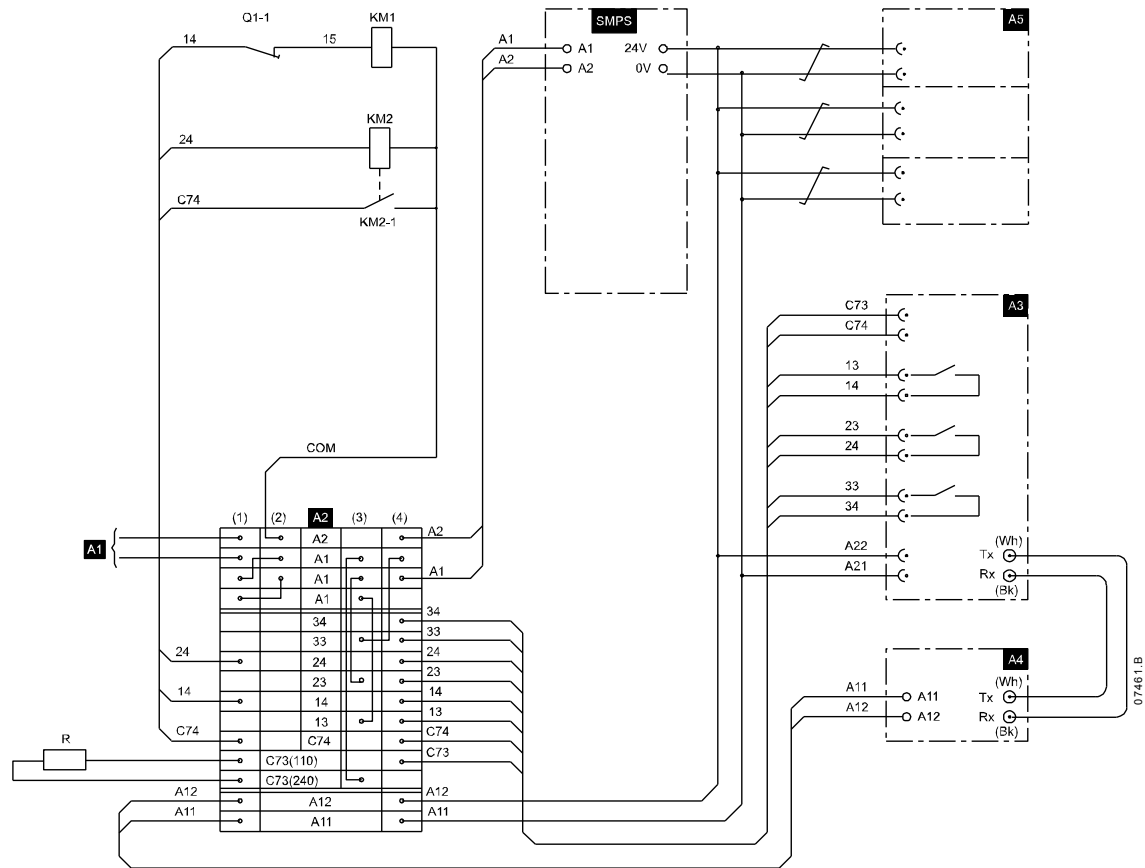 Q1-1 KM1
14 15
KM2
24
C74
KM2-1
COM
SMPS
A1 A1 24V
A2 A2 0V
A5
A3
C73
C74
13
14
23
24
33
34
A22 Tx (Wh)
A21 Rx
(Bk)
A4
(Wh)
A11 A11 Tx
A12 A12 Rx
(Bk)
07461.B
(1) (2) A2 (3) (4)
A1
A2 A2
A1
A1 A1
A1
34 34
33 33
24 24 24
23 23
14 14 14
13 13
C74 C74 C74
R C73(110) C73
C73(240)
A12 A12 A12
A11 A11 A11